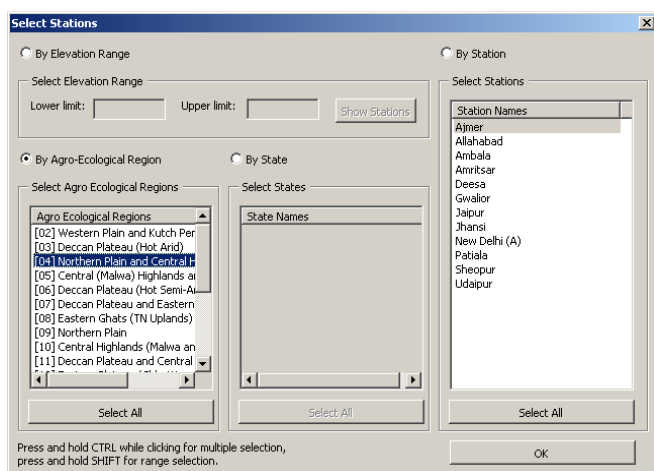 Select Stations
By Elevation Range
By Station
Select Elevation Range
Lower limit:
Upper limit:
Show Stations
Select Stations
Station Names
Ajmer
Allahabad
Ambala
Amritsar
Deesa
Gwalior
Jaipur
Jhansi
New Delhi (A)
Patiala
Sheopur
Udaipur
By Agro-Ecological Region
By State
Select Agro Ecological Regions
Select States
Agro Ecological Regions
State Names
[02] Western Plain and Kutch Per
[03] Deccan Plateau (Hot Arid)
[04] Northern Plain and Central H
[05] Central (Malwa) Highlands a
[06] Deccan Plateau (Hot Semi-A
[07] Deccan Plateau and Eastern
[08] Eastern Ghats (TN Uplands)
[09] Northern Plain
[10] Central Highlands (Malwa an
[11] Deccan Plateau and Central
Select All
Select All
Select All
Press and hold CTRL while clicking for multiple selection,
press and hold SHIFT for range selection.
OK